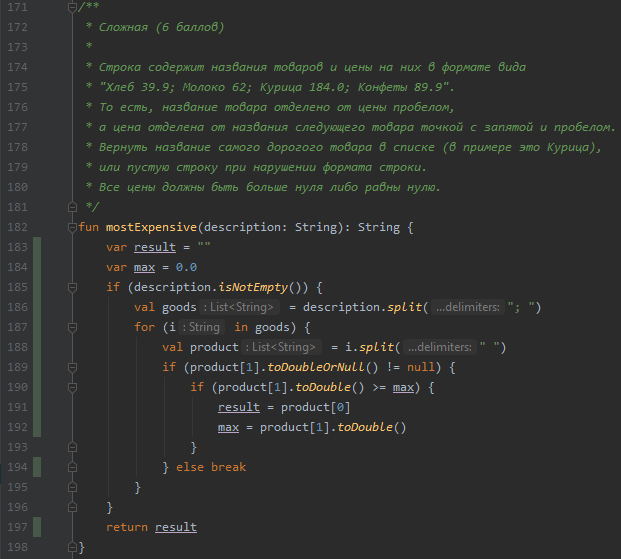 171 /**
172 * Сложная (6 баллов)
173 *
174 * Строка содержит названия товаров и цены на них в формате вида
175 * "Хлеб 39.9; Молоко 62; Курица 184.0; Конфеты 89.9".
176 * То есть, название товара отделено от цены пробелом,
177 * а цена отделена от названия следующего товара точкой с запятой и пробелом.
178 * Вернуть название самого дорогого товара в списке (в примере это Курица),
179 * или пустую строку при нарушении формата строки.
180 * Все цены должны быть больше нуля либо равны нулю.
181 */
182 fun mostExpensive(description: String): String {
183 var result = ""
184 var max = 0.0
185 if (description.isNotEmpty()) {
186 val goods : List<String> = description.split( ...delimiters: "; ")
187 for (i : String in goods) {
188 val product : List<String> = i.split( ...delimiters: " ")
189 if (product[1].toDoubleOrNull() != null) {
190 if (product[1].toDouble() >= max) {
191 result = product[0]
192 max = product[1].toDouble()
193 }
194 } else break
195 }
196 }
197 return result
198 }